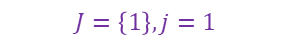 J = {1}, j = 1